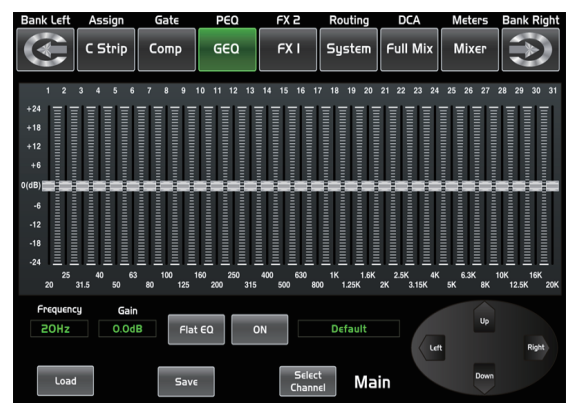 Bank Left Assign Gate PEQ FX 2 Routing DCA Meters Bank Right
C Strip Comp GEQ FX I System Full Mix Mixer
1 2 3 4 5 6 7 8 9 10 11 12 13 14 15 16 17 18 19 20 21 22 23 24 25 26 27 28 29 30 31
+24
+18
+12
+6
0(dB)
-6
-12
-18
-24
25 40 63 100 160 250 400 630 1K 1.6K 2.5K 4K 6.3K 10K 16K
20 31.5 50 80 125 200 315 500 800 1.25K 2K 3.15K 5K 8K 12.5K 20K
Frequency Gain
20Hz 0.0dB Flat EQ ON Default
Up
Left Right
Down
Load Save Select Channel Main